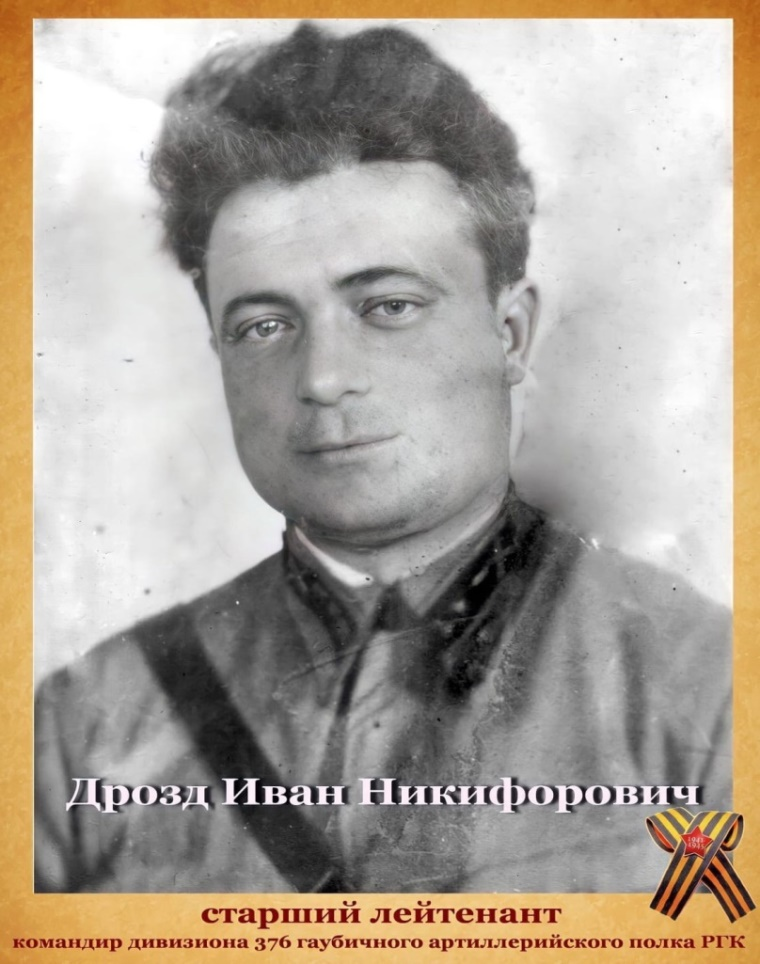 Дрозд Иван Никифорович
старший лейтенант
командир дивизиона 376 гаубичного артиллерийского полка РГК